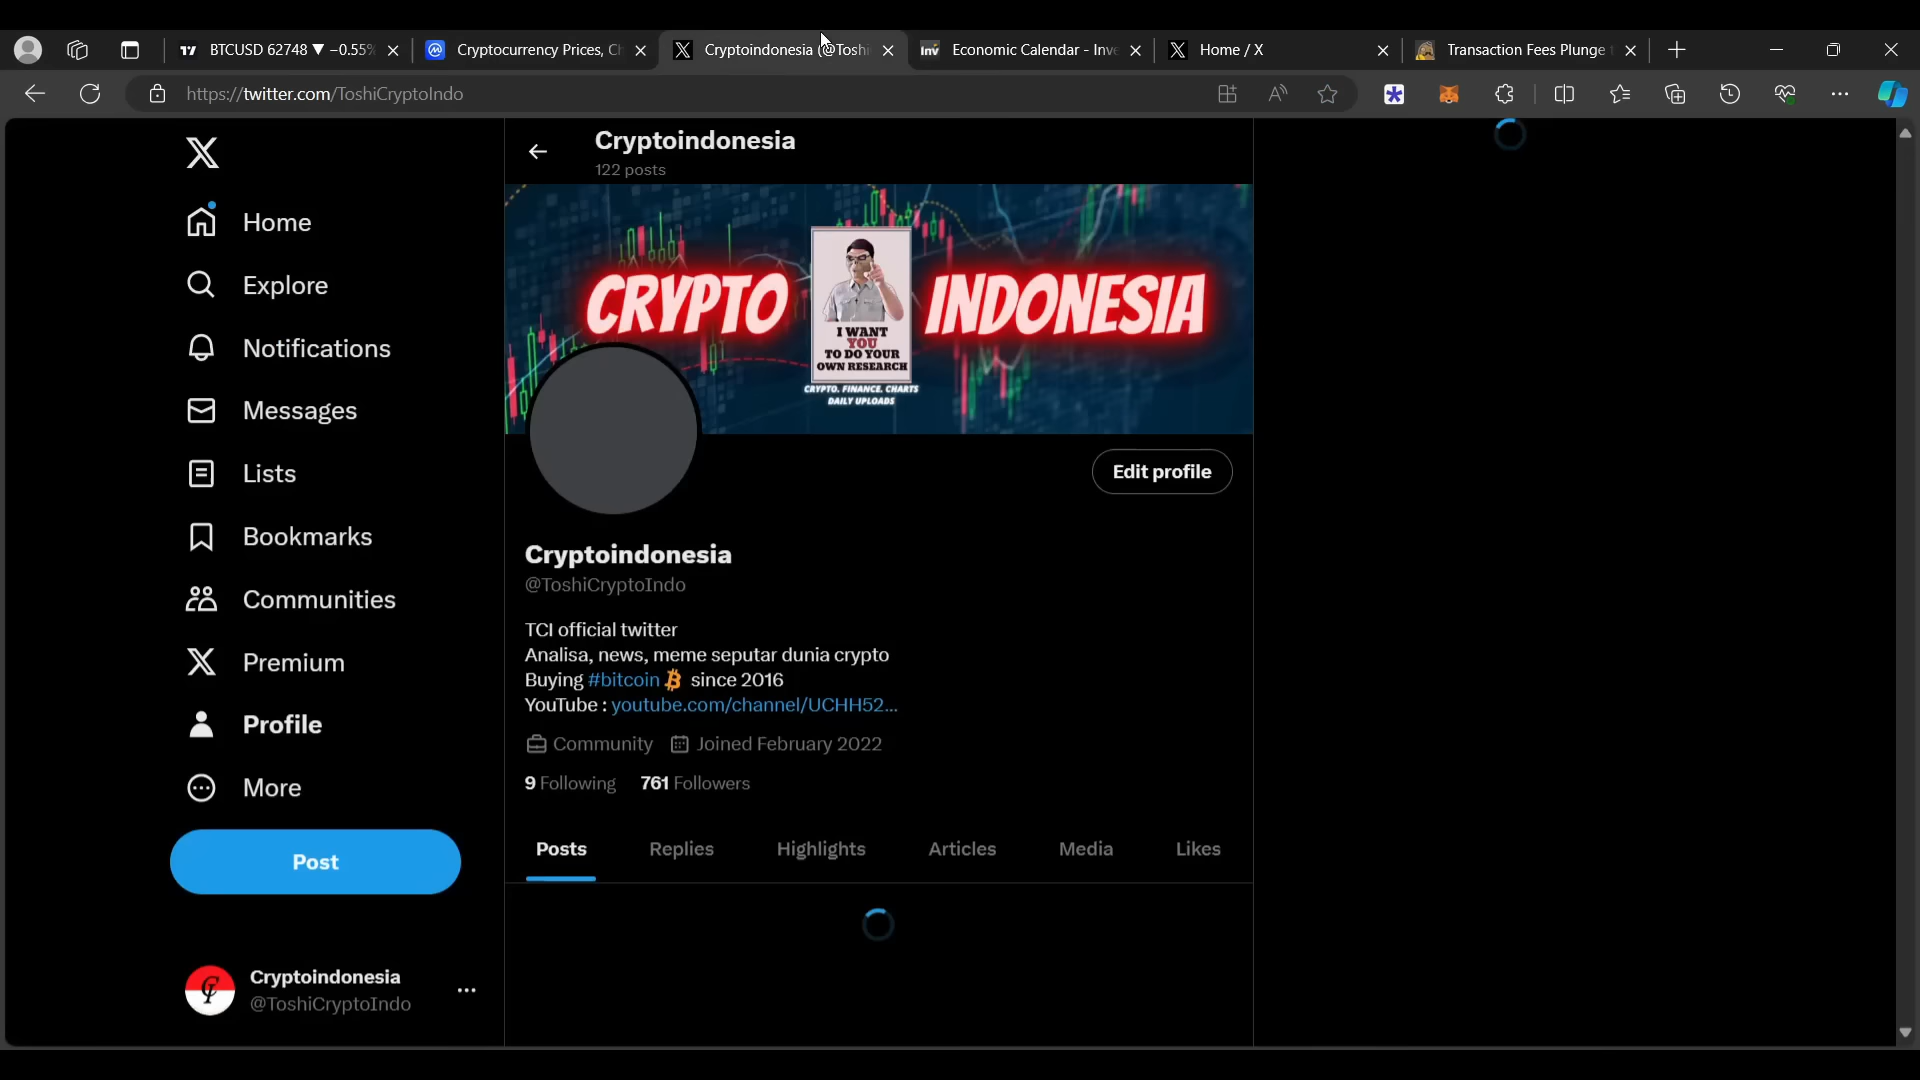 BTCUSD 62748 ▼ −0.55%
Cryptocurrency Prices, Ch
Cryptoindonesia (@Toshi
Economic Calendar - Inve
Home / X
Transaction Fees Plunge
https://twitter.com/ToshiCryptoIndo
Cryptoindonesia
122 posts
Home
Explore
Notifications
Messages
Lists
Bookmarks
Communities
Premium
Profile
More
Post
Cryptoindonesia
@ToshiCryptoIndo
CRYPTO INDONESIA
I WANT
YOU
TO DO YOUR
OWN RESEARCH
CRYPTO. FINANCE. CHARTS
DAILY UPLOADS
Edit profile
Cryptoindonesia
@ToshiCryptoIndo
TCI official twitter
Analisa, news, meme seputar dunia crypto
Buying #bitcoin since 2016
YouTube : youtube.com/channel/UCHH52...
Community Joined February 2022
9 Following 761 Followers
Posts Replies Highlights Articles Media Likes